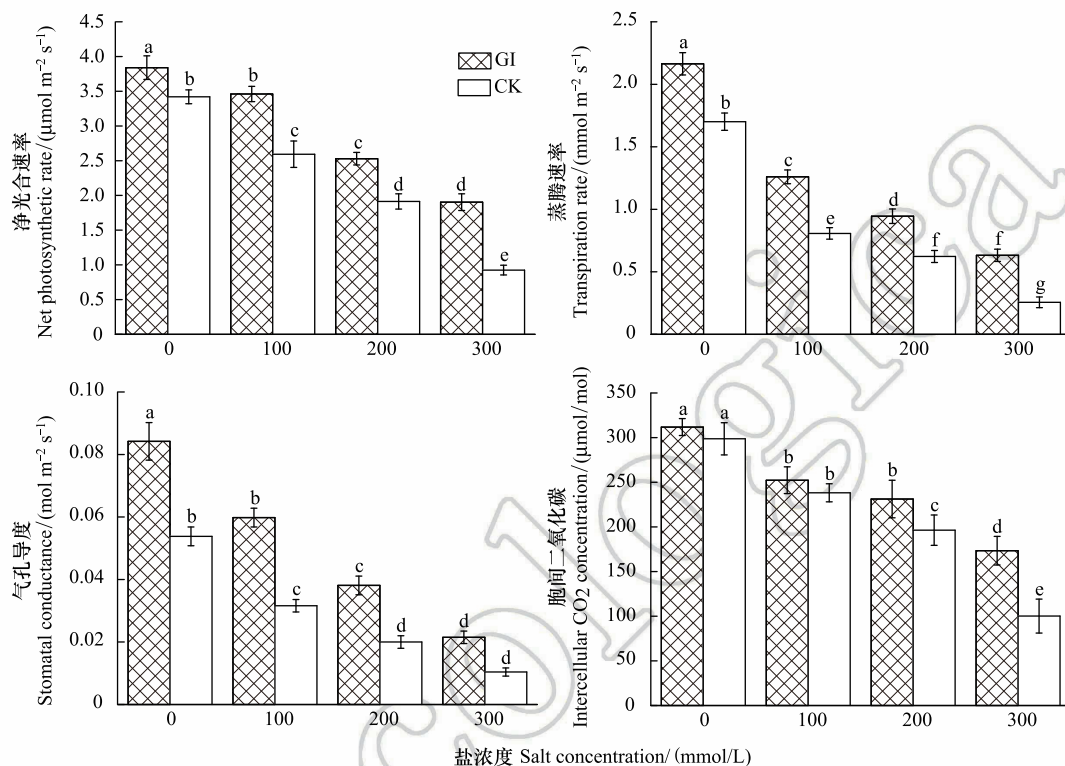 净光合速率
Net photosynthetic rate/(μmol m⁻² s⁻¹)
4.5
4.0
3.5
3.0
2.5
2.0
1.5
1.0
0.5
0
a
b
b
c
c
d
d
e
GI
CK
0
100
200
300
蒸腾速率
Transpiration rate/(mmol m⁻² s⁻¹)
2.5
2.0
1.5
1.0
0.5
0
a
b
c
e
d
f
f
g
0
100
200
300
气孔导度
Stomatal conductance/(mol m⁻² s⁻¹)
0.10
0.08
0.06
0.04
0.02
0
a
b
b
c
c
d
d
d
0
100
200
300
胞间二氧化碳
Intercellular CO2 concentration/(μmol/mol)
350
300
250
200
150
100
50
0
a
a
b
b
b
c
d
e
0
100
200
300
盐浓度 Salt concentration/(mmol/L)
cologica